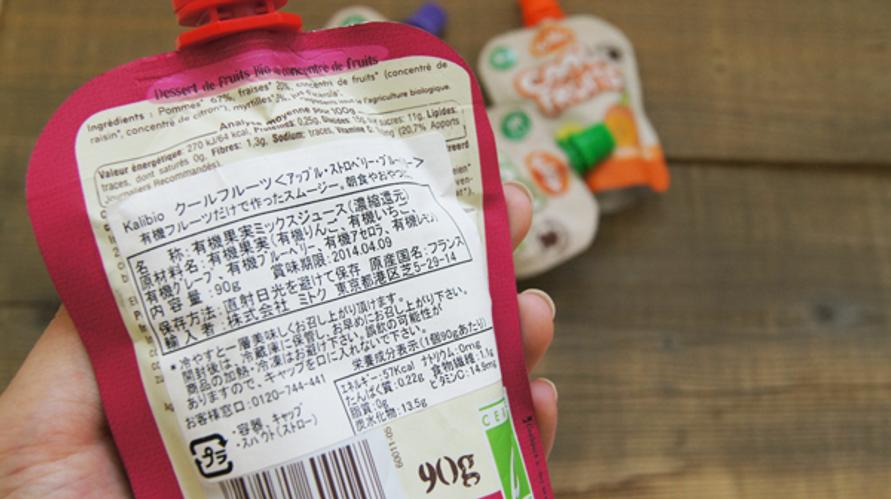 Dessert de fruits Bio à concentré de fruits
Ingrédients : Pommes* 67%, fraises* concentré de fruits* (concentré de
raisin*, concentré de citron*), myrtilles* l'agriculture biologique.
Analyse moyenne pour 100g
Valeur énergétique: 270 kJ/64 kcal, Protéines: 0,25g, Glucides: 15g sucres: 11g, Lipides:
traces, dont saturés 0g. Fibres: 1,3g. Sodium: traces, Vitamine C: (20,7% Apports
Journaliers Recommandés).
Kalibio クールフルーツ<アップル・ストロベリー・ブルーベリー>
有機フルーツだけで作ったスムージー。朝食やおやつに
名 称:有機果実ミックスジュース(濃縮還元)
原材料名:有機果実(有機りんご、有機いちご、
有機グレープ・有機ブルーベリー、有機アセロラ、有機レモン)
内容量:90g 賞味期限:2014.04.09
保存方法:直射日光を避けて保存 原産国名:フランス
輸入者:株式会社 ミトク 東京都港区芝5-29-14
*冷やすと一層美味しくお召し上がり頂けます。
開封後は、冷蔵庫に保管し、お早めにお召し上がり下さい。
商品の加熱・冷凍はお避け下さい。誤飲の可能性が
ありますので、キャップを口に入れないで下さい。
お客様窓口:0120-744-441
栄養成分表示(1個90gあたり)
エネルギー:57Kcal ナトリウム:0mg
たんぱく質:0.22g 食物繊維:1.1g
脂質:0g ビタミンC:14.9mg
炭水化物:13.5g
・容器、キャップ
・スパウト(ストロー)
プラ
90g